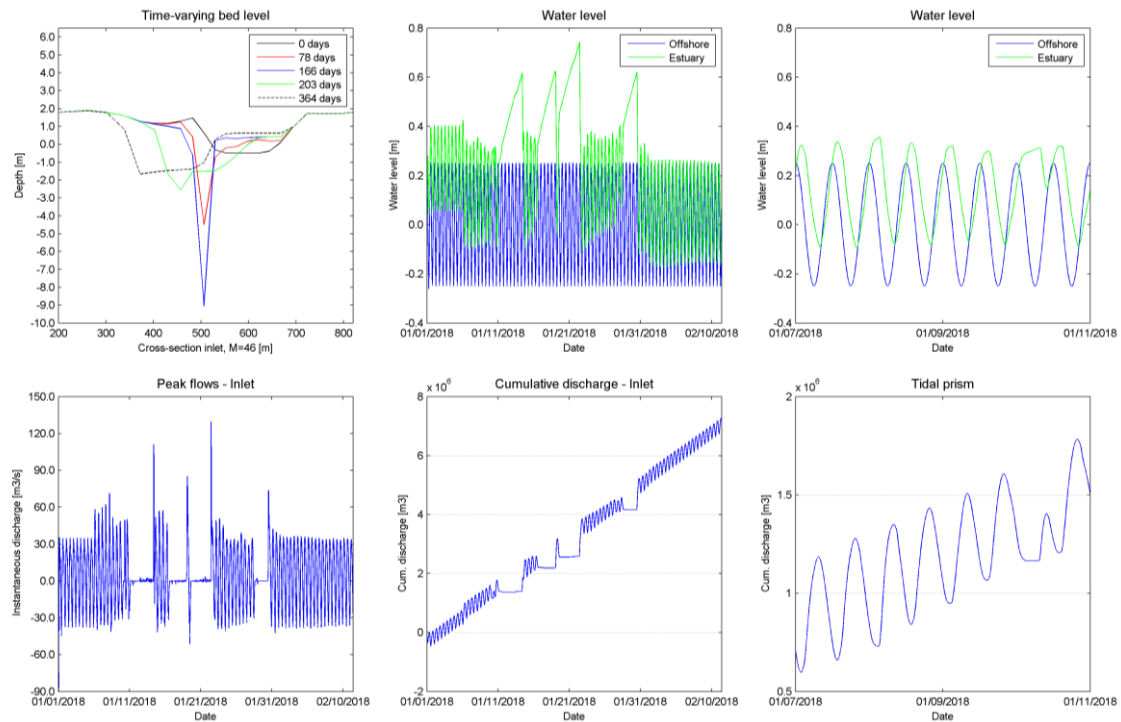 Time-varying bed level
6.0
5.0
4.0
3.0
2.0
1.0
0.0
-1.0
-2.0
-3.0
-4.0
-5.0
-6.0
-7.0
-8.0
-9.0
-10.0
Depth [m]
0 days
78 days
166 days
203 days
364 days
200 300 400 500 600 700 800
Cross-section inlet, M=46 [m]
Water level
0.8
0.6
0.4
0.2
0.0
-0.2
-0.4
Water level [m]
Offshore
Estuary
01/01/2018 01/11/2018 01/21/2018 01/31/2018 02/10/2018
Date
Water level
0.8
0.6
0.4
0.2
0.0
-0.2
-0.4
Water level [m]
Offshore
Estuary
01/07/2018 01/09/2018 01/11/2018
Date
Peak flows - Inlet
150.0
120.0
90.0
60.0
30.0
0.0
-30.0
-60.0
-90.0
Instantaneous discharge [m3/s]
01/01/2018 01/11/2018 01/21/2018 01/31/2018 02/10/2018
Date
Cumulative discharge - Inlet
x 10^6
8
6
4
2
0
-2
Cum. discharge [m3]
01/01/2018 01/11/2018 01/21/2018 01/31/2018 02/10/2018
Date
Tidal prism
x 10^6
2
1.5
1
0.5
Cum. discharge [m3]
01/07/2018 01/09/2018 01/11/2018
Date